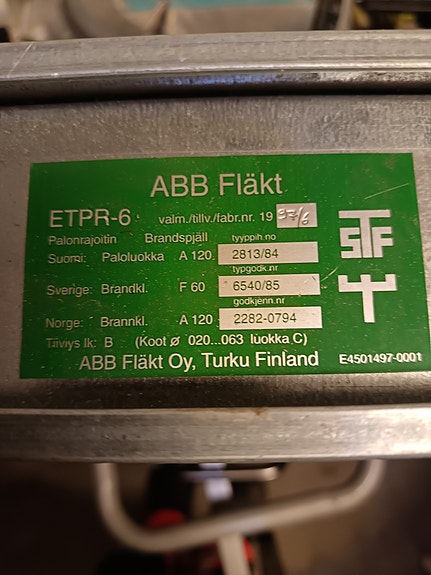 ABB Fläkt
ETPR-6 valm./tillv./fabr.nr. 19
Palonrajoitin Brandspjäll tyyppih.no
Suomi: Paloluokka A 120 2813/84
typgodk.nr
Sverige: Brandkl. F 60 6540/85
godkjenn.nr
Norge: Brannkl. A 120 2282-0794
Tiiviys lk: B (Koot ø 020...063 luokka C)
ABB Fläkt Oy, Turku Finland E4501497-0001
STF